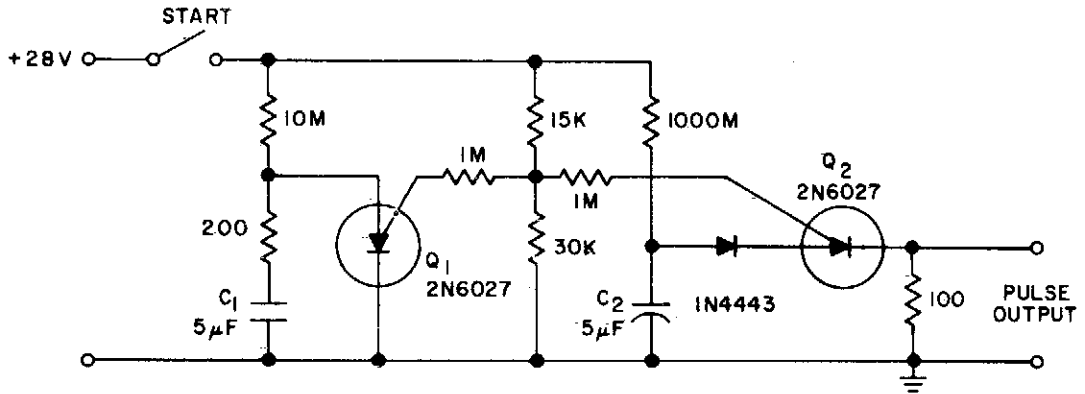 START
+28V
10M
15K
1000M
1M
1M
Q2
2N6027
200
30K
Q1
2N6027
C1
5μF
C2
5μF
1N4443
100
PULSE
OUTPUT